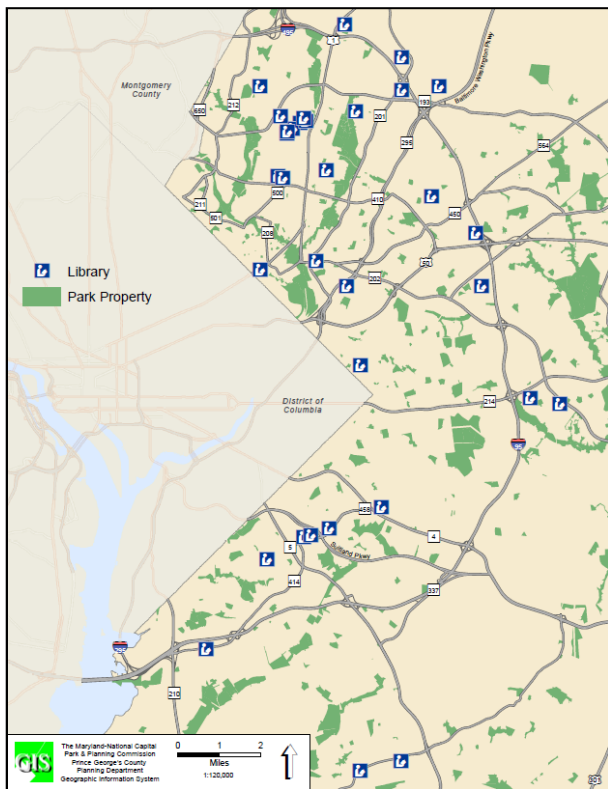 95
1
Montgomery
County
Baltimore Washington Pkwy
212
650
193
201
564
295
500
410
211
501
450
208
50
202
Library
Park Property
District of
Columbia
214
458
4
5
Suitland Pkwy
414
337
210
301
GIS
The Maryland-National Capital
Park & Planning Commission
Prince George's County
Planning Department
Geographic Information System
0 1 2
Miles
1:120,000